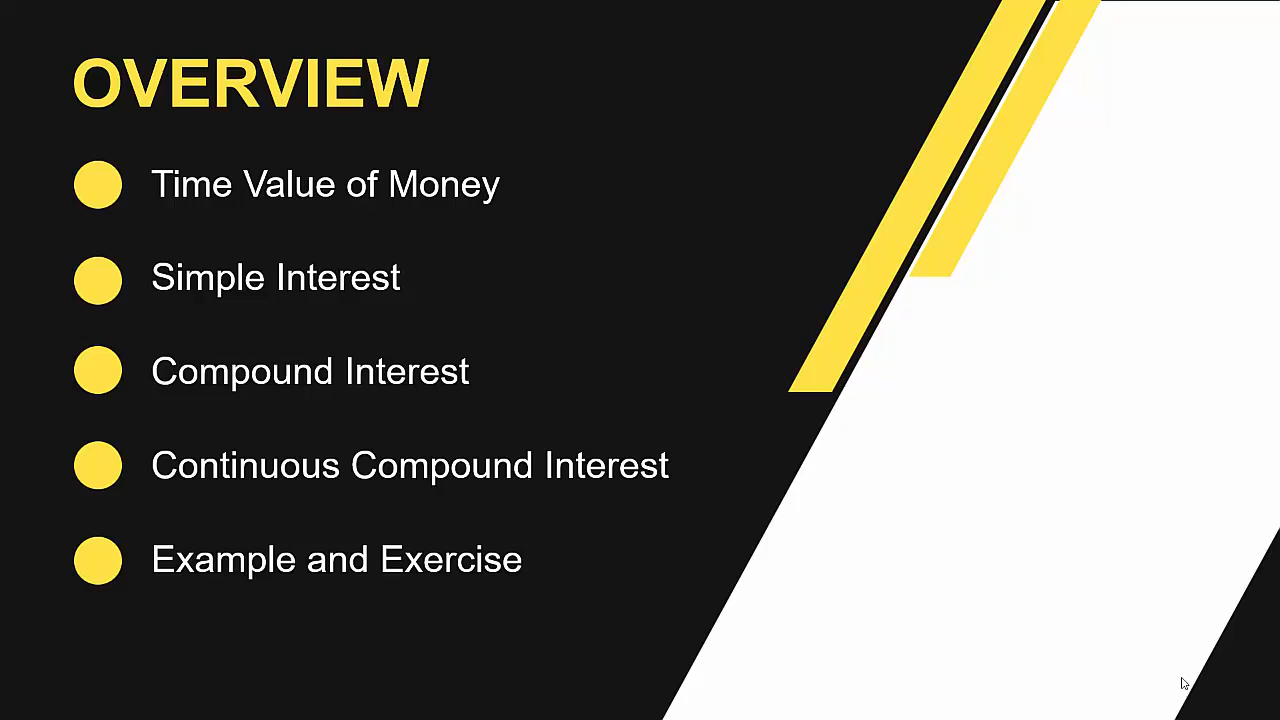 OVERVIEW
Time Value of Money
Simple Interest
Compound Interest
Continuous Compound Interest
Example and Exercise